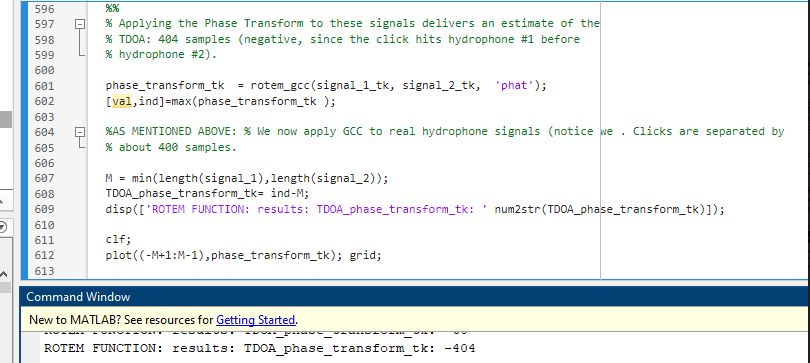 596 %%
597 % Applying the Phase Transform to these signals delivers an estimate of the
598 % TDOA: 404 samples (negative, since the click hits hydrophone #1 before
599 % hydrophone #2).
600
601 phase_transform_tk  = rotem_gcc(signal_1_tk, signal_2_tk,  'phat');
602 [val,ind]=max(phase_transform_tk );
603
604 %AS MENTIONED ABOVE: % We now apply GCC to real hydrophone signals (notice we . Clicks are separated by
605 % about 400 samples.
606
607 M = min(length(signal_1),length(signal_2));
608 TDOA_phase_transform_tk= ind-M;
609 disp(['ROTEM FUNCTION: results: TDOA_phase_transform_tk: ' num2str(TDOA_phase_transform_tk)]);
610
611 clf;
612 plot((-M+1:M-1),phase_transform_tk); grid;
613
Command Window
New to MATLAB? See resources for Getting Started.
ROTEM FUNCTION: results: TDOA_phase_transform_tk:
ROTEM FUNCTION: results: TDOA_phase_transform_tk: -404